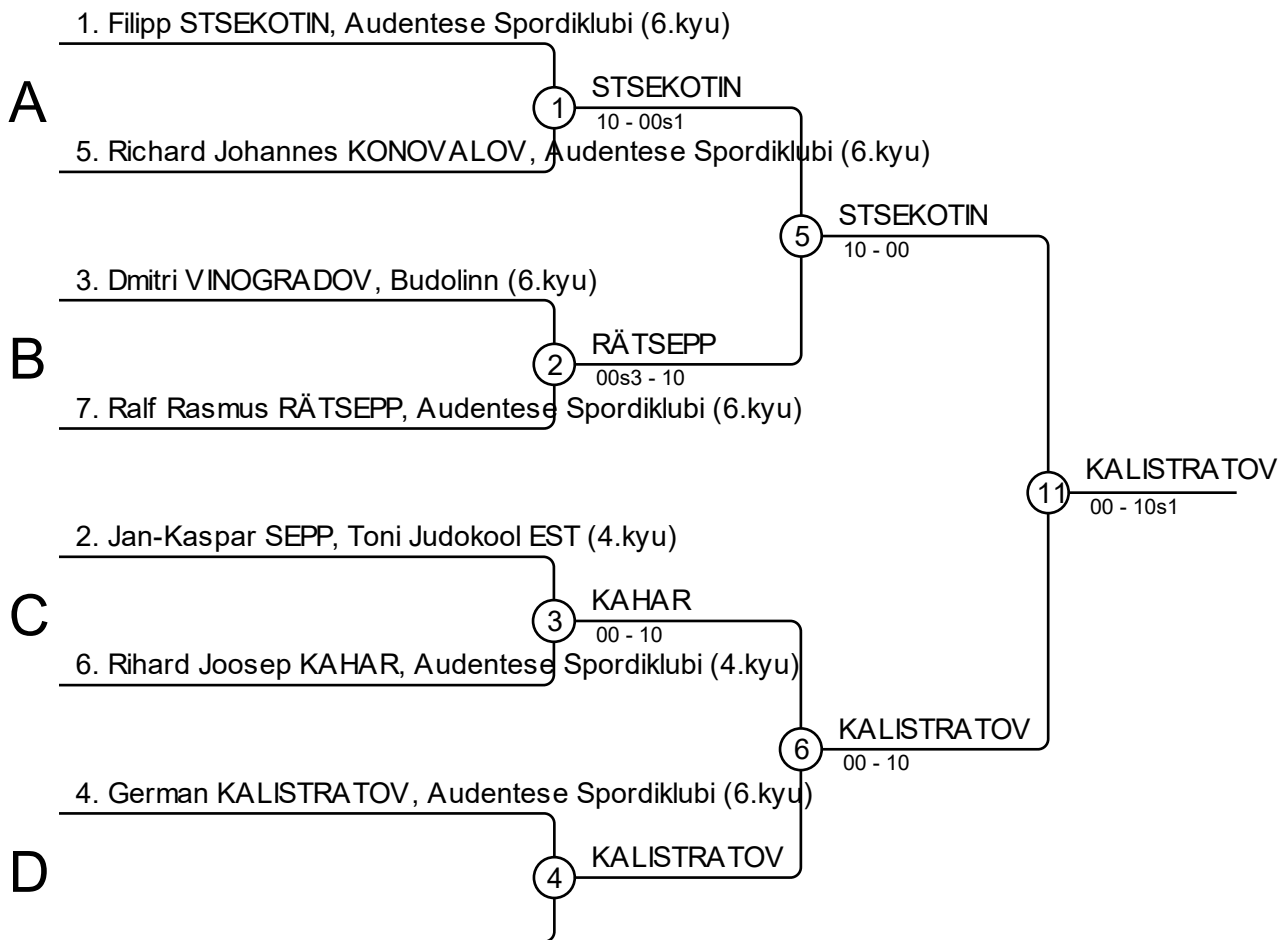 1. Filipp STSEKOTIN, Audentese Spordiklubi (6.kyu)
A
1
STSEKOTIN
10 - 00s1
5. Richard Johannes KONOVALOV, Audentese Spordiklubi (6.kyu)
5
STSEKOTIN
10 - 00
3. Dmitri VINOGRADOV, Budolinn (6.kyu)
B
2
RÄTSEPP
00s3 - 10
7. Ralf Rasmus RÄTSEPP, Audentese Spordiklubi (6.kyu)
11
KALISTRATOV
00 - 10s1
2. Jan-Kaspar SEPP, Toni Judokool EST (4.kyu)
C
3
KAHAR
00 - 10
6. Rihard Joosep KAHAR, Audentese Spordiklubi (4.kyu)
6
KALISTRATOV
00 - 10
4. German KALISTRATOV, Audentese Spordiklubi (6.kyu)
D
4
KALISTRATOV